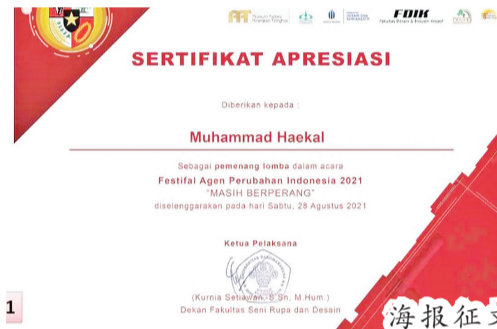 FDIK
SERTIFIKAT APRESIASI
Diberikan kepada :
Muhammad Haekal
Sebagai pemenang lomba dalam acara
Festifal Agen Perubahan Indonesia 2021
"MASIH BERPERANG"
diselenggarakan pada hari Sabtu, 28 Agustus 2021
Ketua Pelaksana
(Kurnia Setiawan, S.Sn, M.Hum.)
Dekan Fakultas Seni Rupa dan Desain
1
海报征